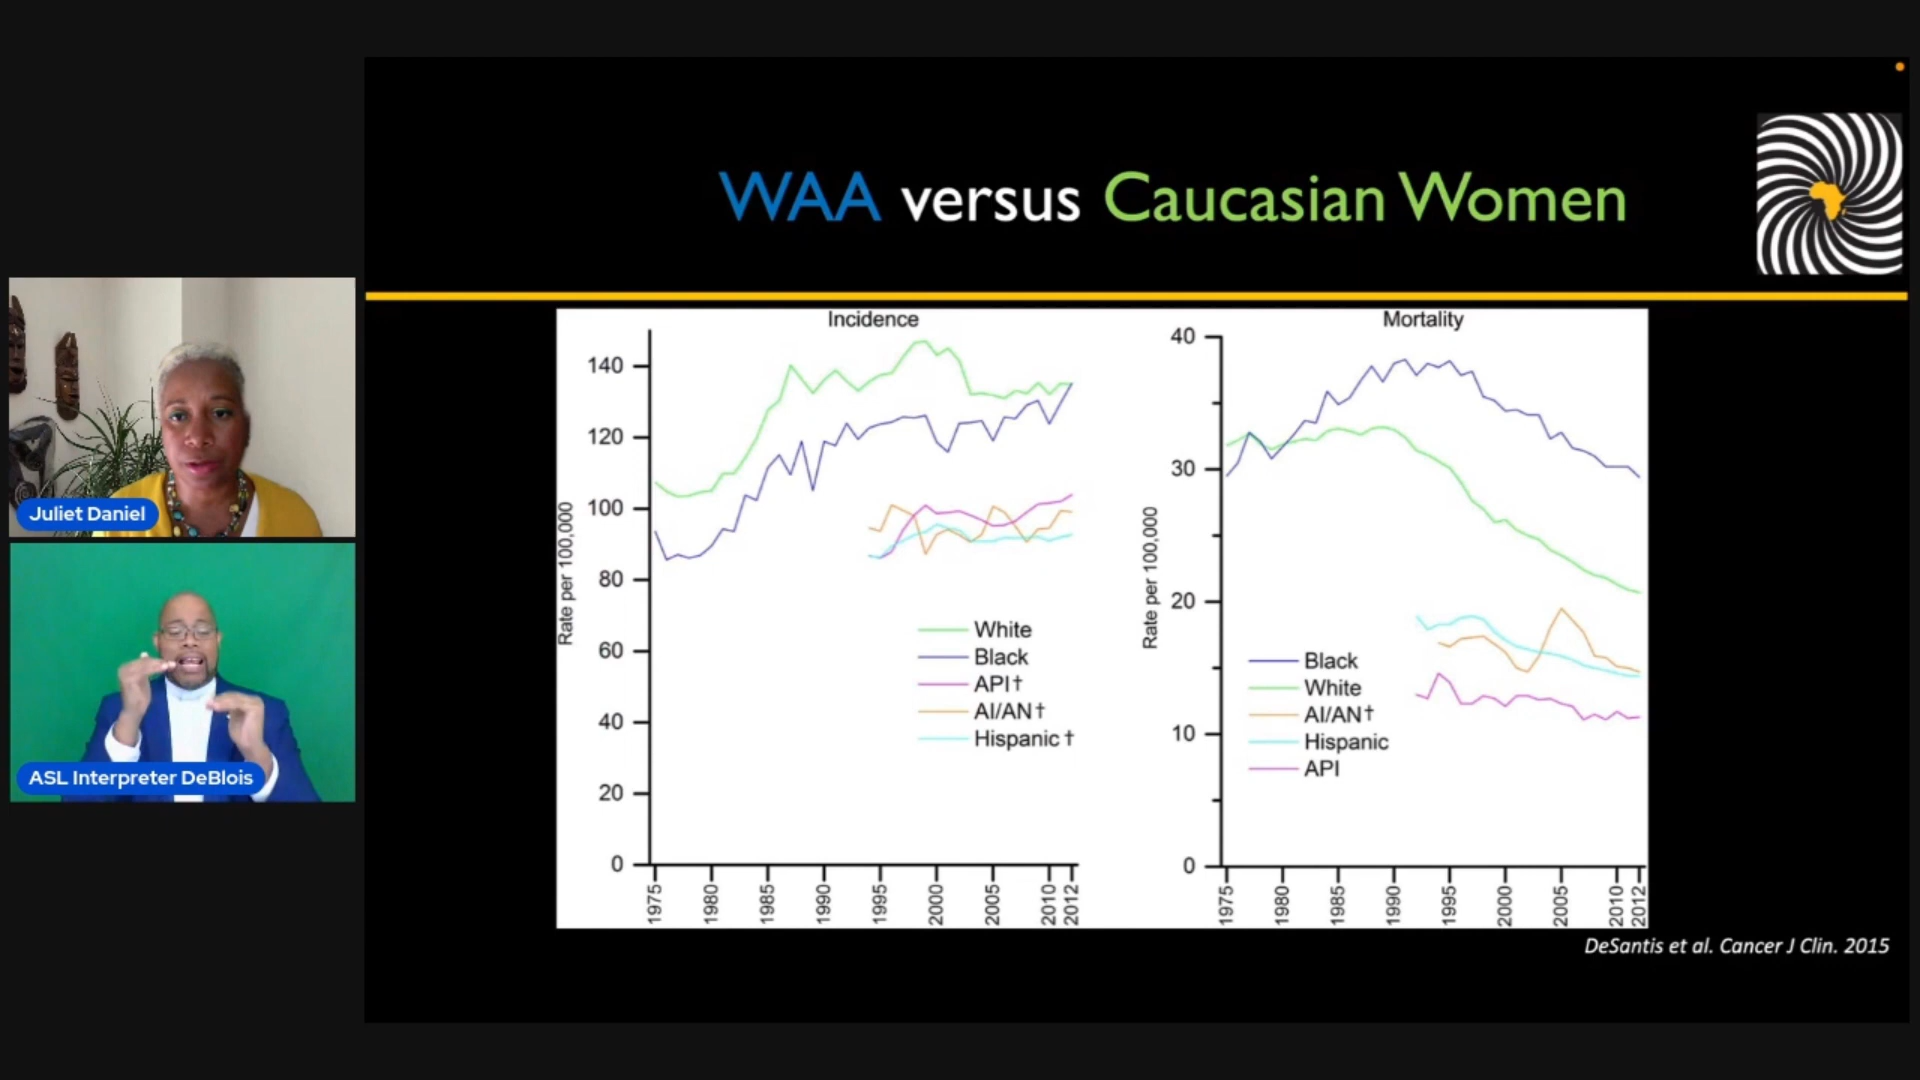 WAA versus Caucasian Women
Juliet Daniel
ASL Interpreter DeBlois
Incidence
Rate per 100,000
140
120
100
80
60
40
20
0
White
Black
API†
AI/AN†
Hispanic †
1975
1980
1985
1990
1995
2000
2005
2010
2012
Mortality
Rate per 100,000
40
30
20
10
0
Black
White
AI/AN†
Hispanic
API
1975
1980
1985
1990
1995
2000
2005
2010
2012
DeSantis et al. Cancer J Clin. 2015